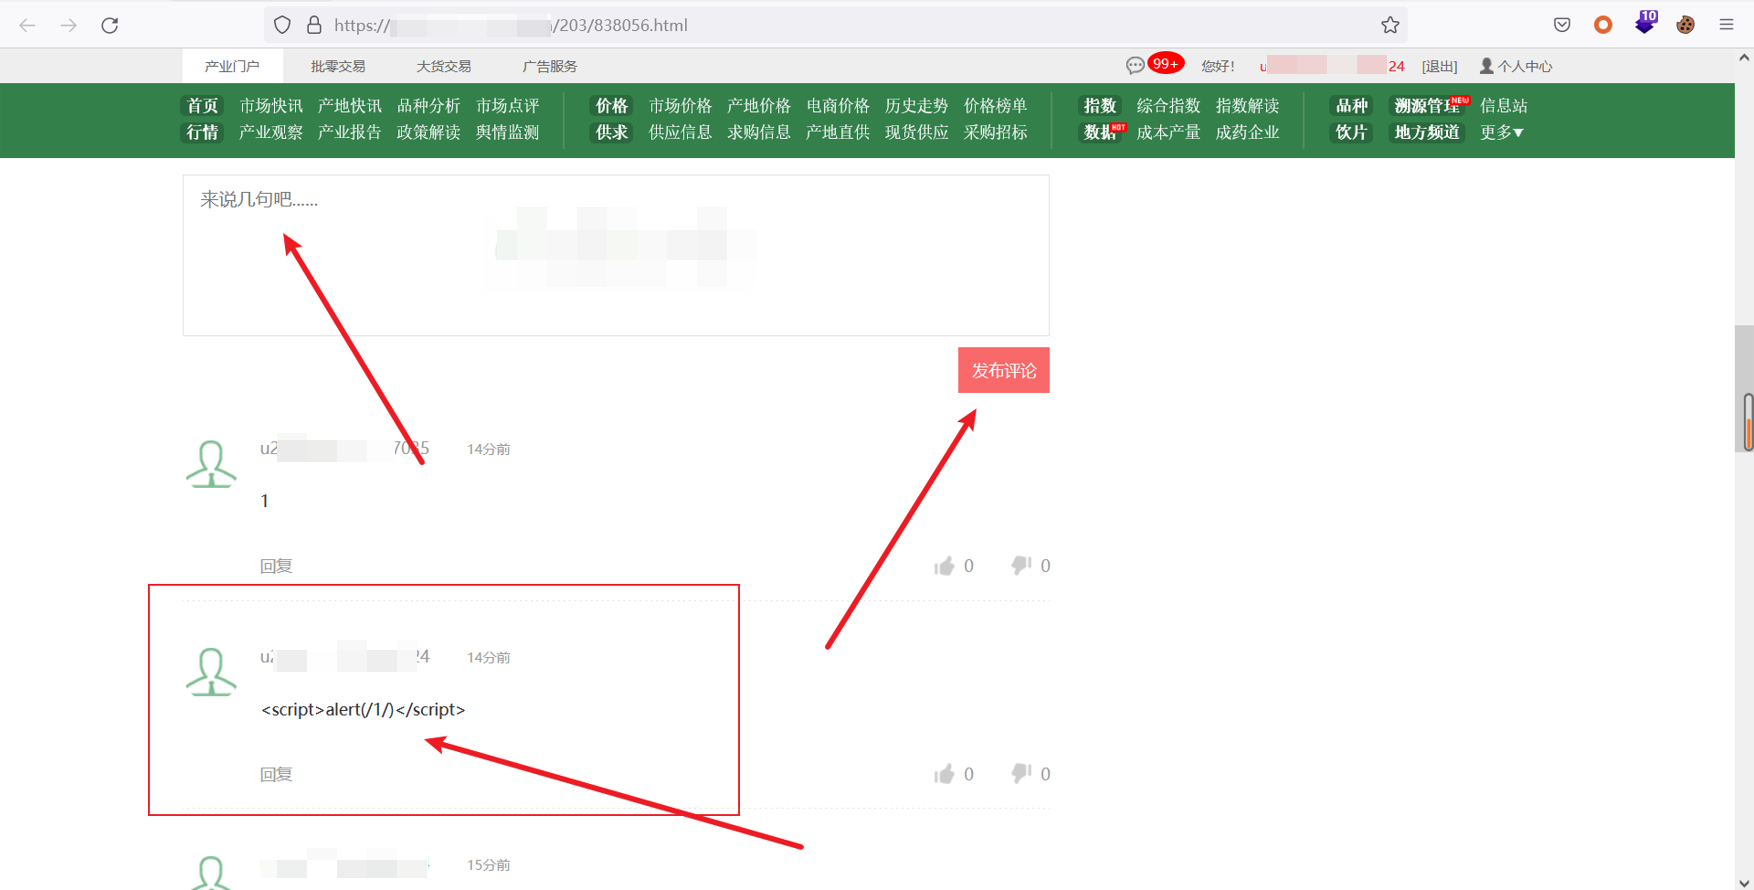 https:// /203/838056.html
10
产业门户 批零交易 大货交易 广告服务 99+ 您好! u 24 [退出] 个人中心
首页 市场快讯 产地快讯 品种分析 市场点评 价格 市场价格 产地价格 电商价格 历史走势 价格榜单 指数 综合指数 指数解读 品种 溯源管理 NEW 信息站
行情 产业观察 产业报告 政策解读 舆情监测 供求 供应信息 求购信息 产地直供 现货供应 采购招标 数据 HOT 成本产量 成药企业 饮片 地方频道 更多▼
来说几句吧......
发布评论
14分前
1
回复 0 0
14分前
<script>alert(/1/)</script>
回复 0 0
15分前